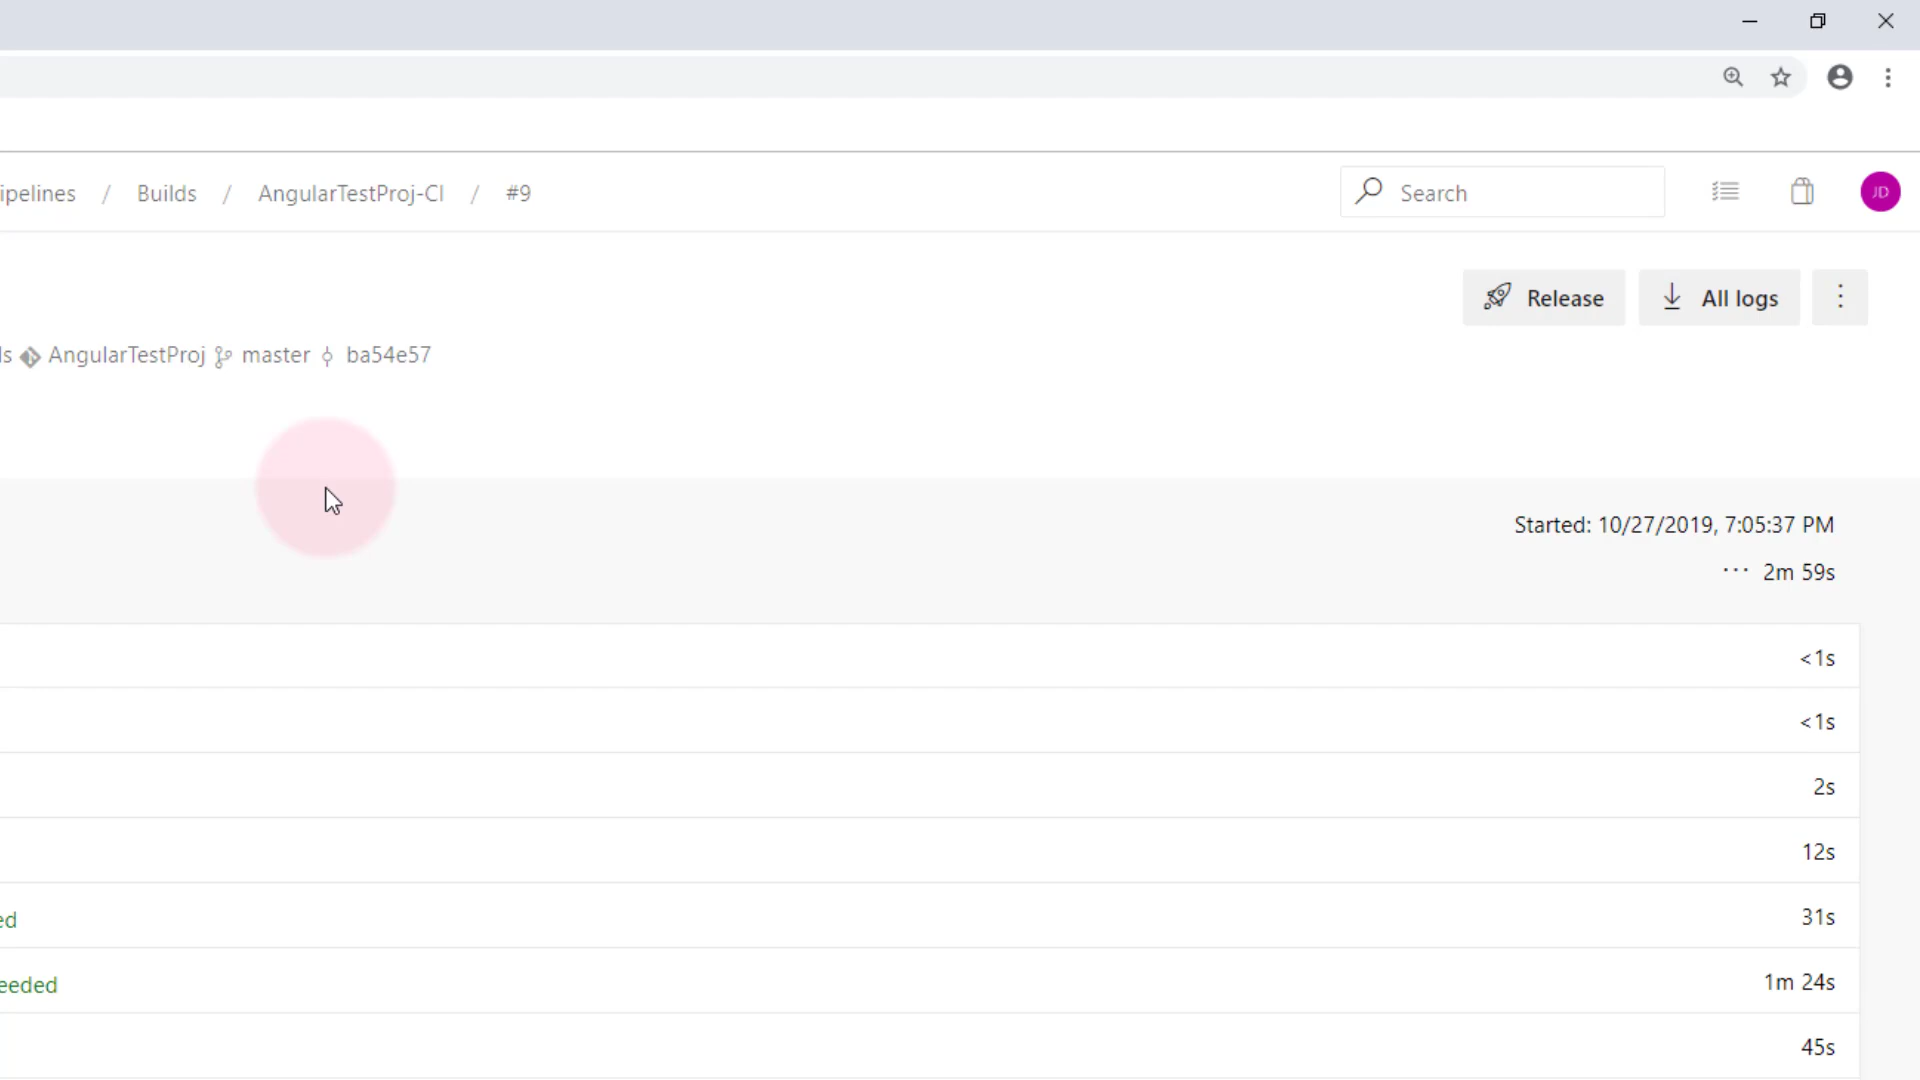 ipelines / Builds / AngularTestProj-CI / #9
Search
JD
Release
All logs
ls AngularTestProj master ba54e57
Started: 10/27/2019, 7:05:37 PM
··· 2m 59s
<1s
<1s
2s
12s
ed 31s
eeded 1m 24s
45s